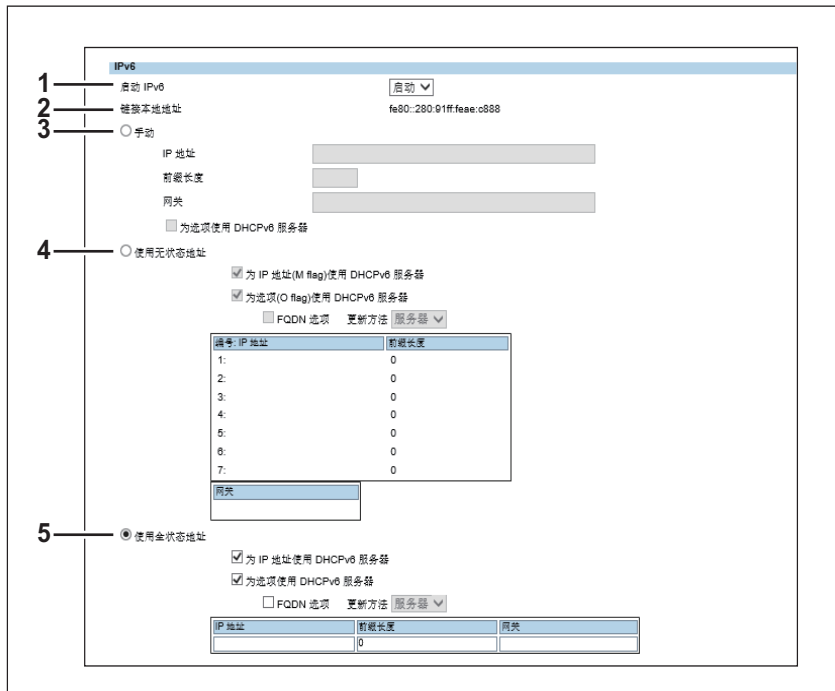 IPv6
1 启动 IPv6 启动
2 链接本地地址 fe80::280:91ff:feae:c888
3 手动
IP 地址
前缀长度
网关
为选项使用 DHCPv6 服务器
4 使用无状态地址
为 IP 地址(M flag)使用 DHCPv6 服务器
为选项(O flag)使用 DHCPv6 服务器
FQDN 选项 更新方法 服务器
编号: IP 地址 前缀长度
1: 0
2: 0
3: 0
4: 0
5: 0
6: 0
7: 0
网关
5 使用全状态地址
为 IP 地址使用 DHCPv6 服务器
为选项使用 DHCPv6 服务器
FQDN 选项 更新方法 服务器
IP 地址 前缀长度 网关
0